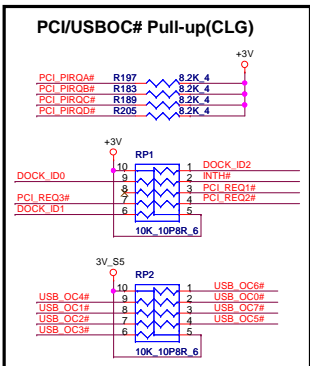 PCI/USBOC# Pull-up(CLG)
+3V
PCI_PIRQA# R197 8.2K_4
PCI_PIRQB# R183 8.2K_4
PCI_PIRQC# R189 8.2K_4
PCI_PIRQD# R205 8.2K_4
+3V
RP1
10 1 DOCK_ID2
DOCK_ID0 9 2 INTH#
8 3 PCI_REQ1#
PCI_REQ3# 7 4 PCI_REQ2#
DOCK_ID1 6 5
10K_10P8R_6
3V_S5
RP2
10 1 USB_OC6#
USB_OC4# 9 2 USB_OC0#
USB_OC1# 8 3 USB_OC7#
USB_OC2# 7 4 USB_OC5#
USB_OC3# 6 5
10K_10P8R_6